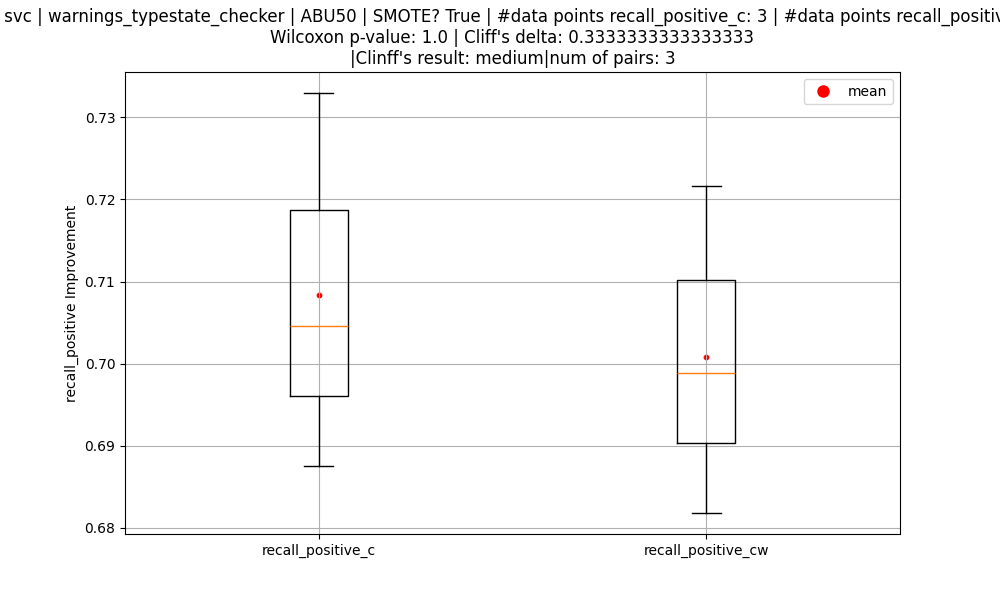 svc | warnings_typestate_checker | ABU50 | SMOTE? True | #data points recall_positive_c: 3 | #data points
Wilcoxon p-value: 1.0 | Cliff's delta: 0.3333333333333333
|Clinff's result: medium|num of pairs: 3
mean
0.73
0.72
0.71
0.70
0.69
0.68
recall_positive Improvement
recall_positive_c
recall_positive_cw